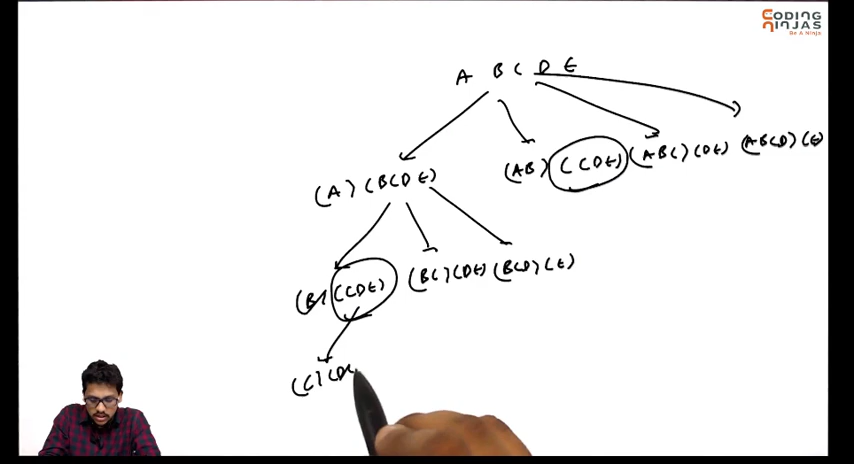 CODING
NINJAS
Be A Ninja
A B C D E
(A) (BCDE)
(AB) (CDE)
(ABC) (DE)
(ABCD) (E)
(B) (CDE)
(BC) (DE)
(BCD) (E)
(C) (D